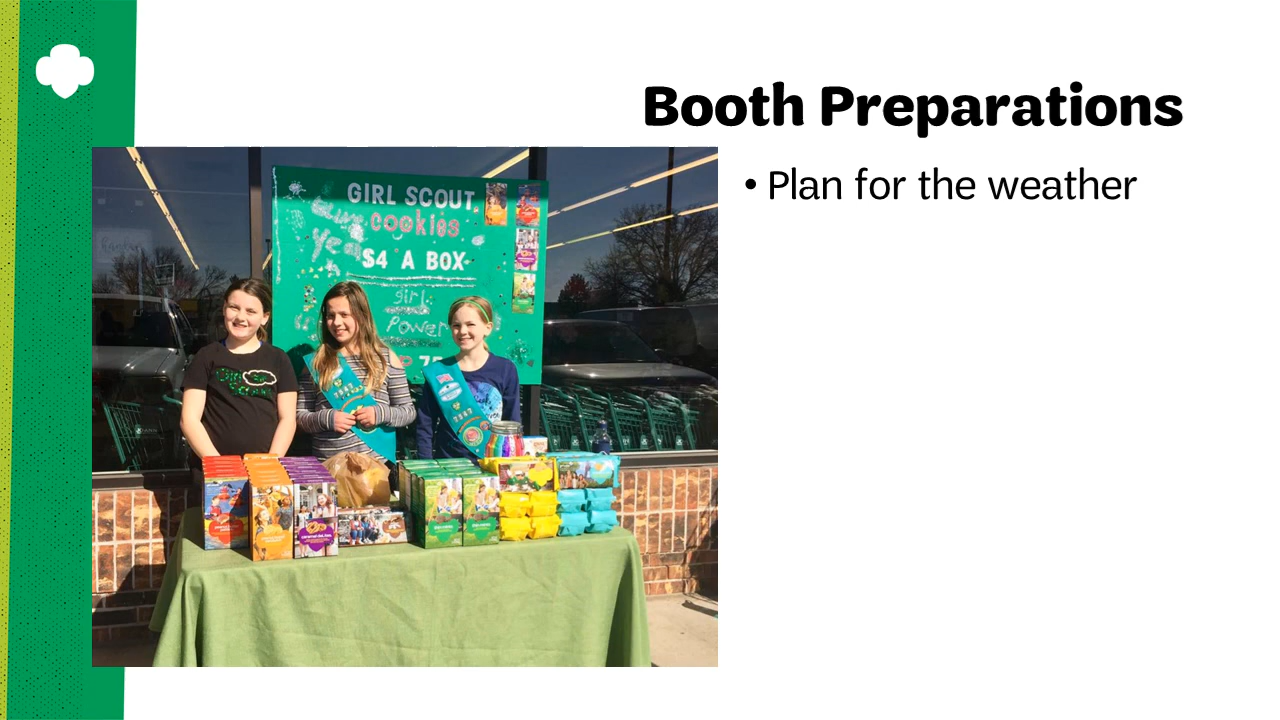 Booth Preparations
• Plan for the weather
GIRL SCOUT
cookies
$4 A BOX
girl
Power